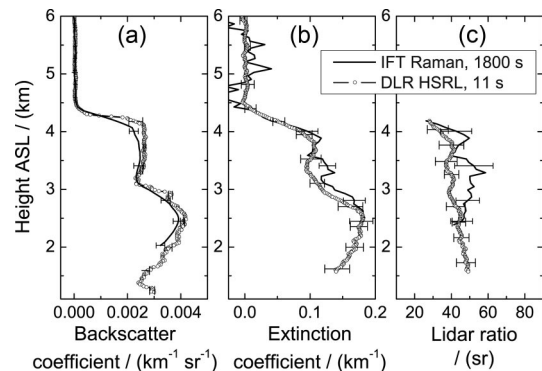 (a) (b) (c)
IFT Raman, 1800 s
DLR HSRL, 11 s
Height ASL / (km)
6
5
4
3
2
0.000 0.002 0.004
0.0 0.1 0.2
20 40 60 80
Backscatter Extinction Lidar ratio
coefficient / (km⁻¹ sr⁻¹) coefficient / (km⁻¹) / (sr)